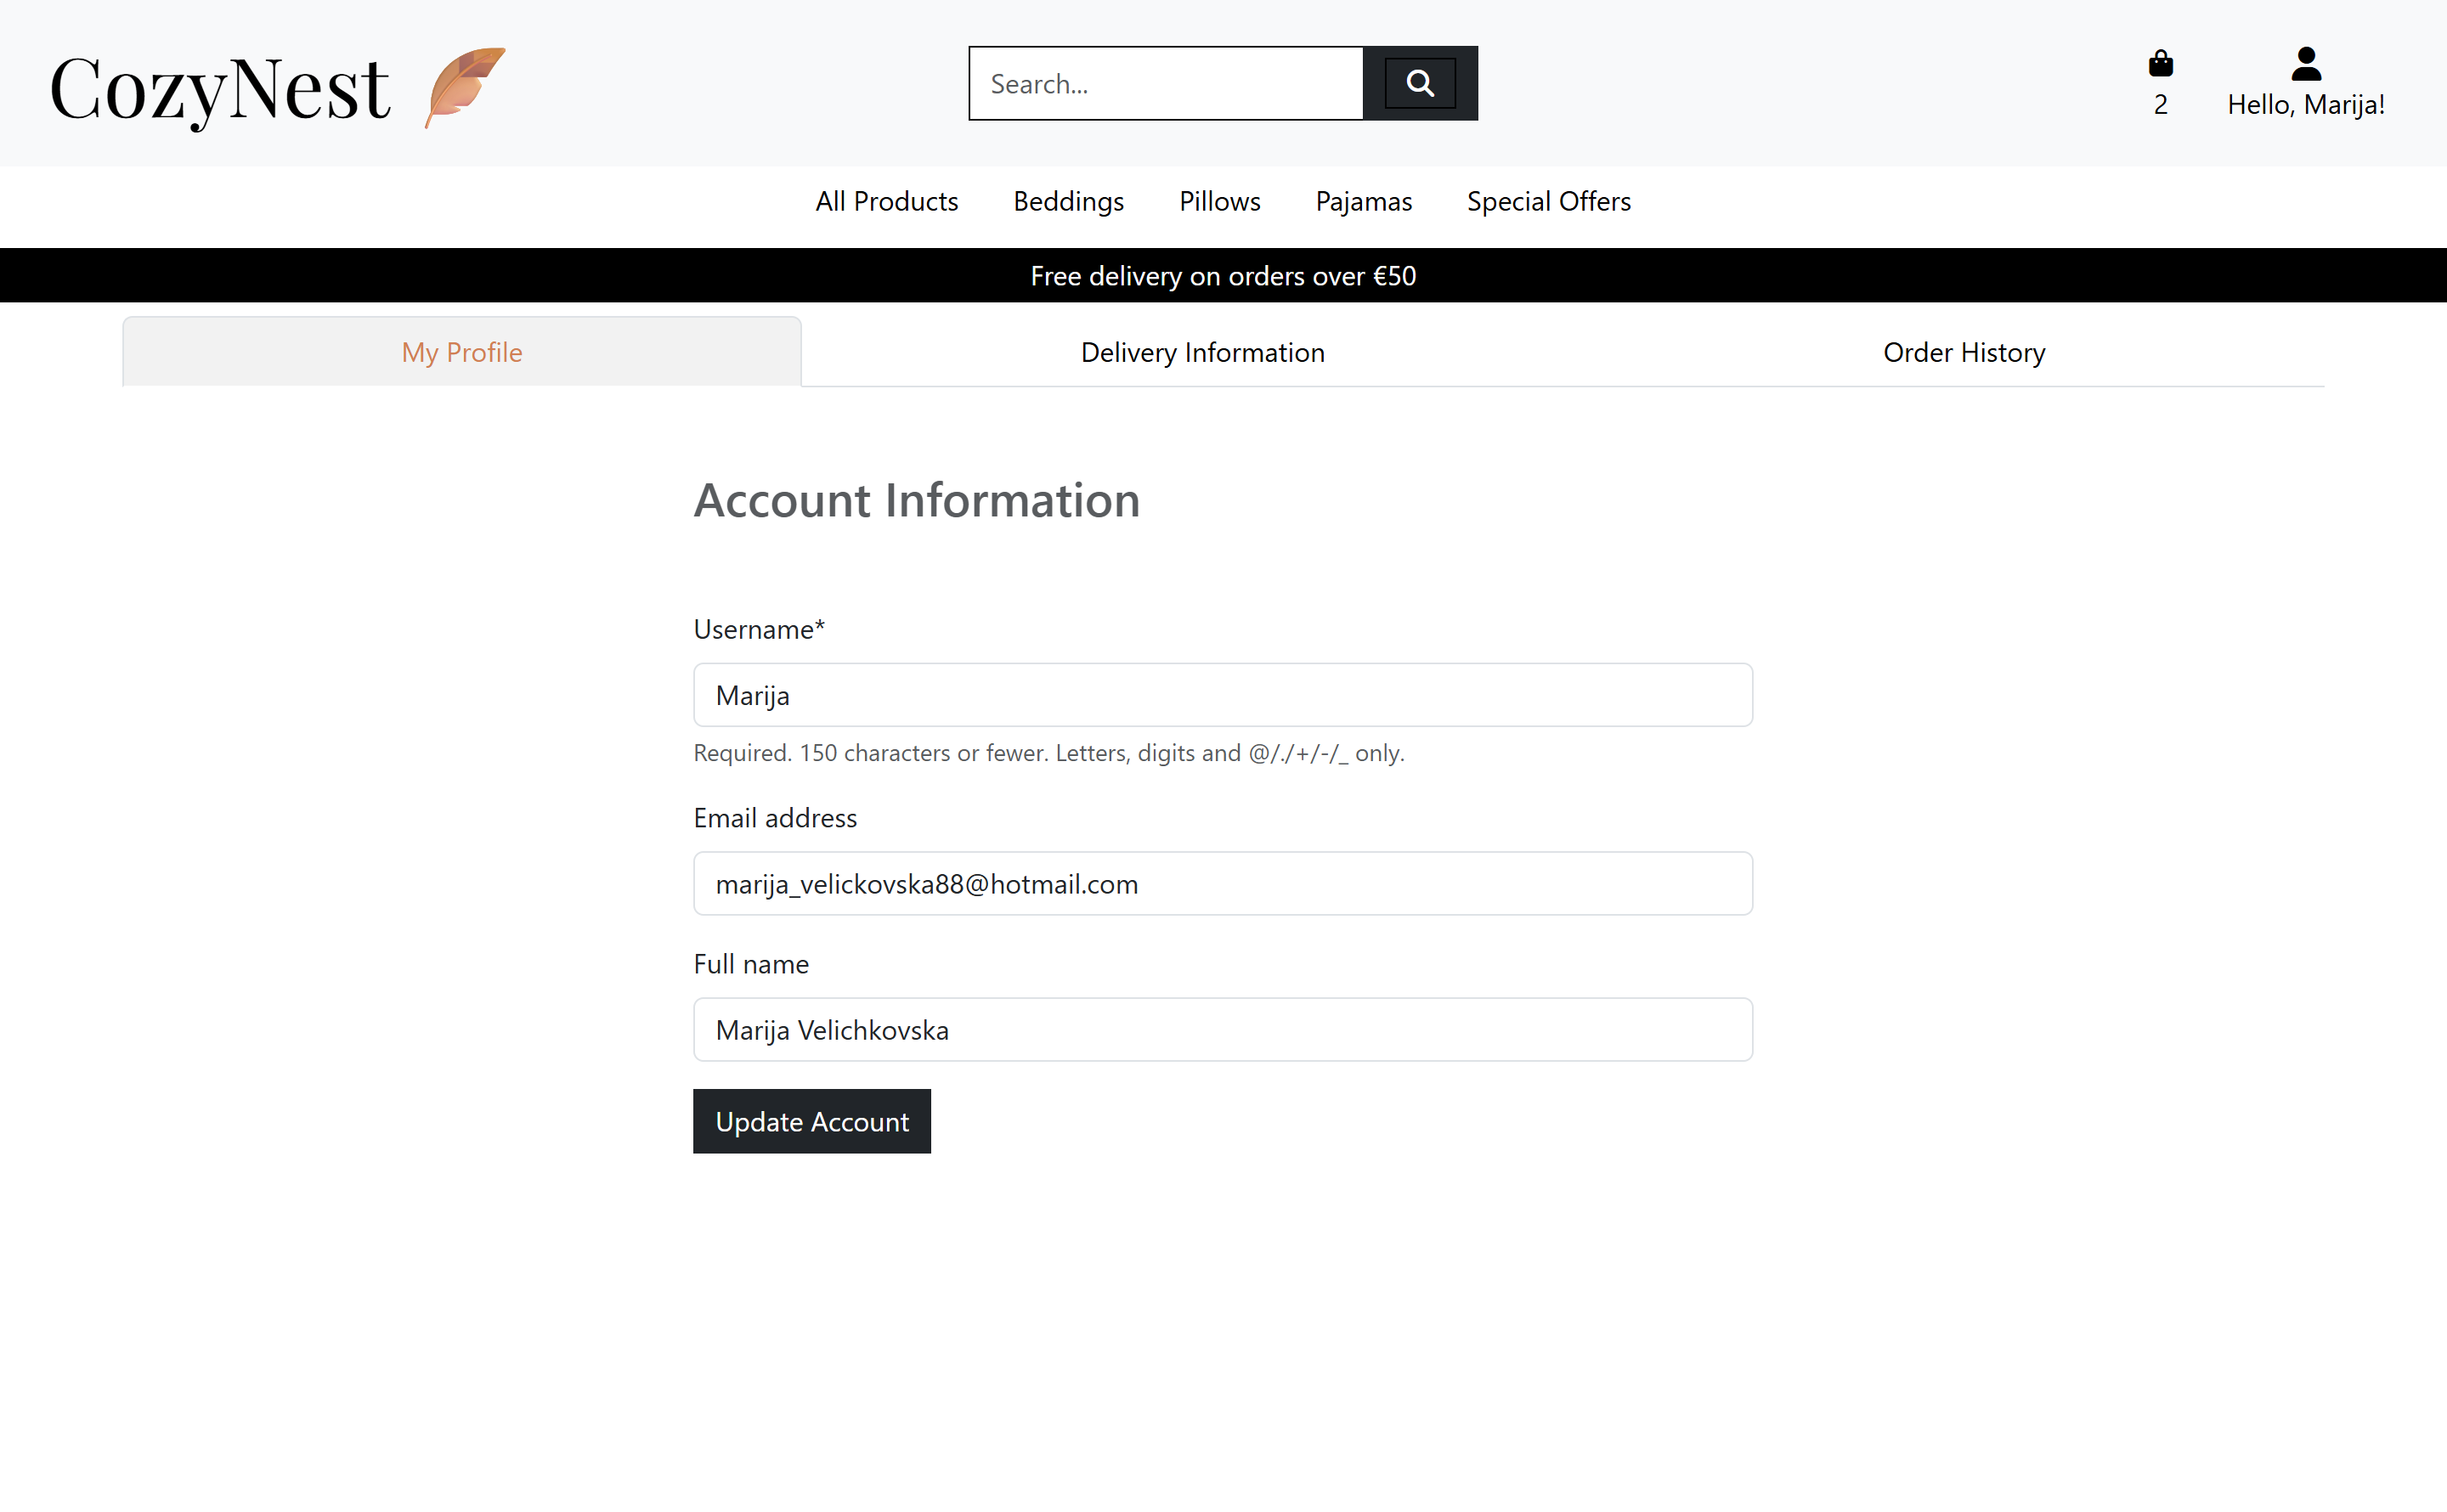 CozyNest
Search...
2
Hello, Marija!
All Products Beddings Pillows Pajamas Special Offers
Free delivery on orders over €50
My Profile Delivery Information Order History
Account Information
Username*
Marija
Required. 150 characters or fewer. Letters, digits and @/./+/-/_ only.
Email address
marija_velickovska88@hotmail.com
Full name
Marija Velichkovska
Update Account